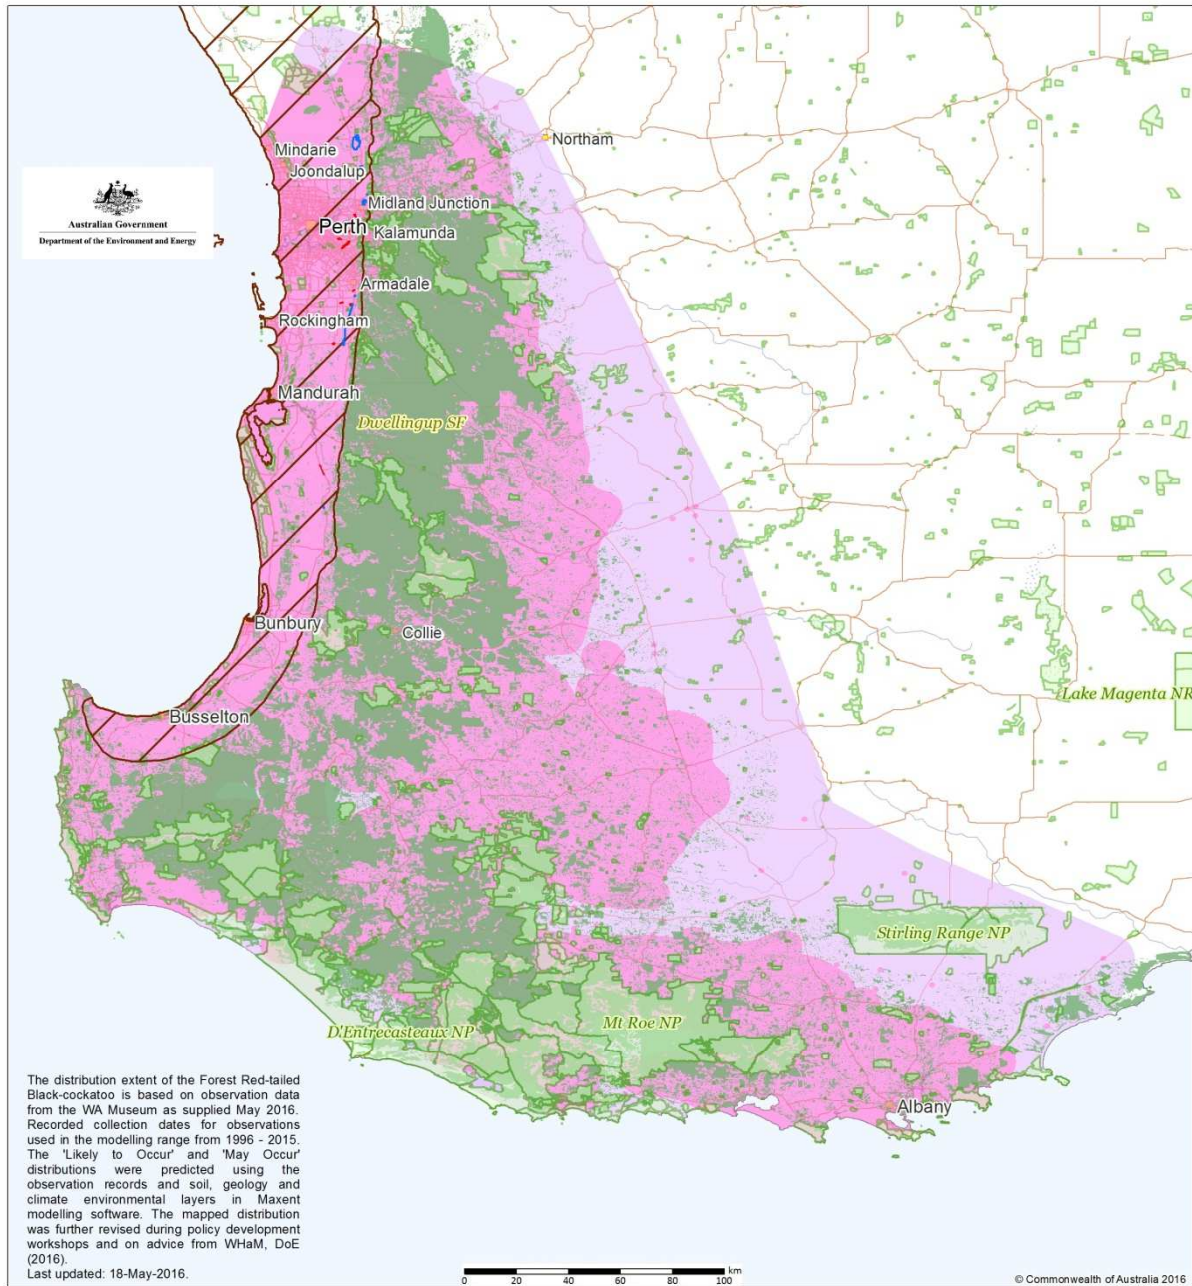 Northam
Mindarie
Joondalup
Australian Government
Department of the Environment and Energy
Midland Junction
Perth
Kalamunda
Armadale
Rockingham
Mandurah
Dwellingup SF
Bunbury
Collie
Lake Magenta NR
Busselton
Stirling Range NP
D'Entrecasteaux NP
Mt Roe NP
Albany
The distribution extent of the Forest Red-tailed
Black-cockatoo is based on observation data
from the WA Museum as supplied May 2016.
Recorded collection dates for observations
used in the modelling range from 1996 - 2015.
The 'Likely to Occur' and 'May Occur'
distributions were predicted using the
observation records and soil, geology and
climate environmental layers in Maxent
modelling software. The mapped distribution
was further revised during policy development
workshops and on advice from WHaM, DoE
(2016).
Last updated: 18-May-2016.
km
0 20 40 60 80 100
© Commonwealth of Australia 2016